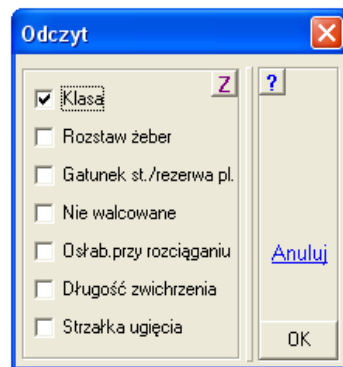 Odczyt
Z
?
Klasa
Rozstaw żeber
Gatunek st./rezerwa pl.
Nie walcowane
Osłab.przy rozciąganiu
Anuluj
Długość zwichrzenia
Strzałka ugięcia
OK